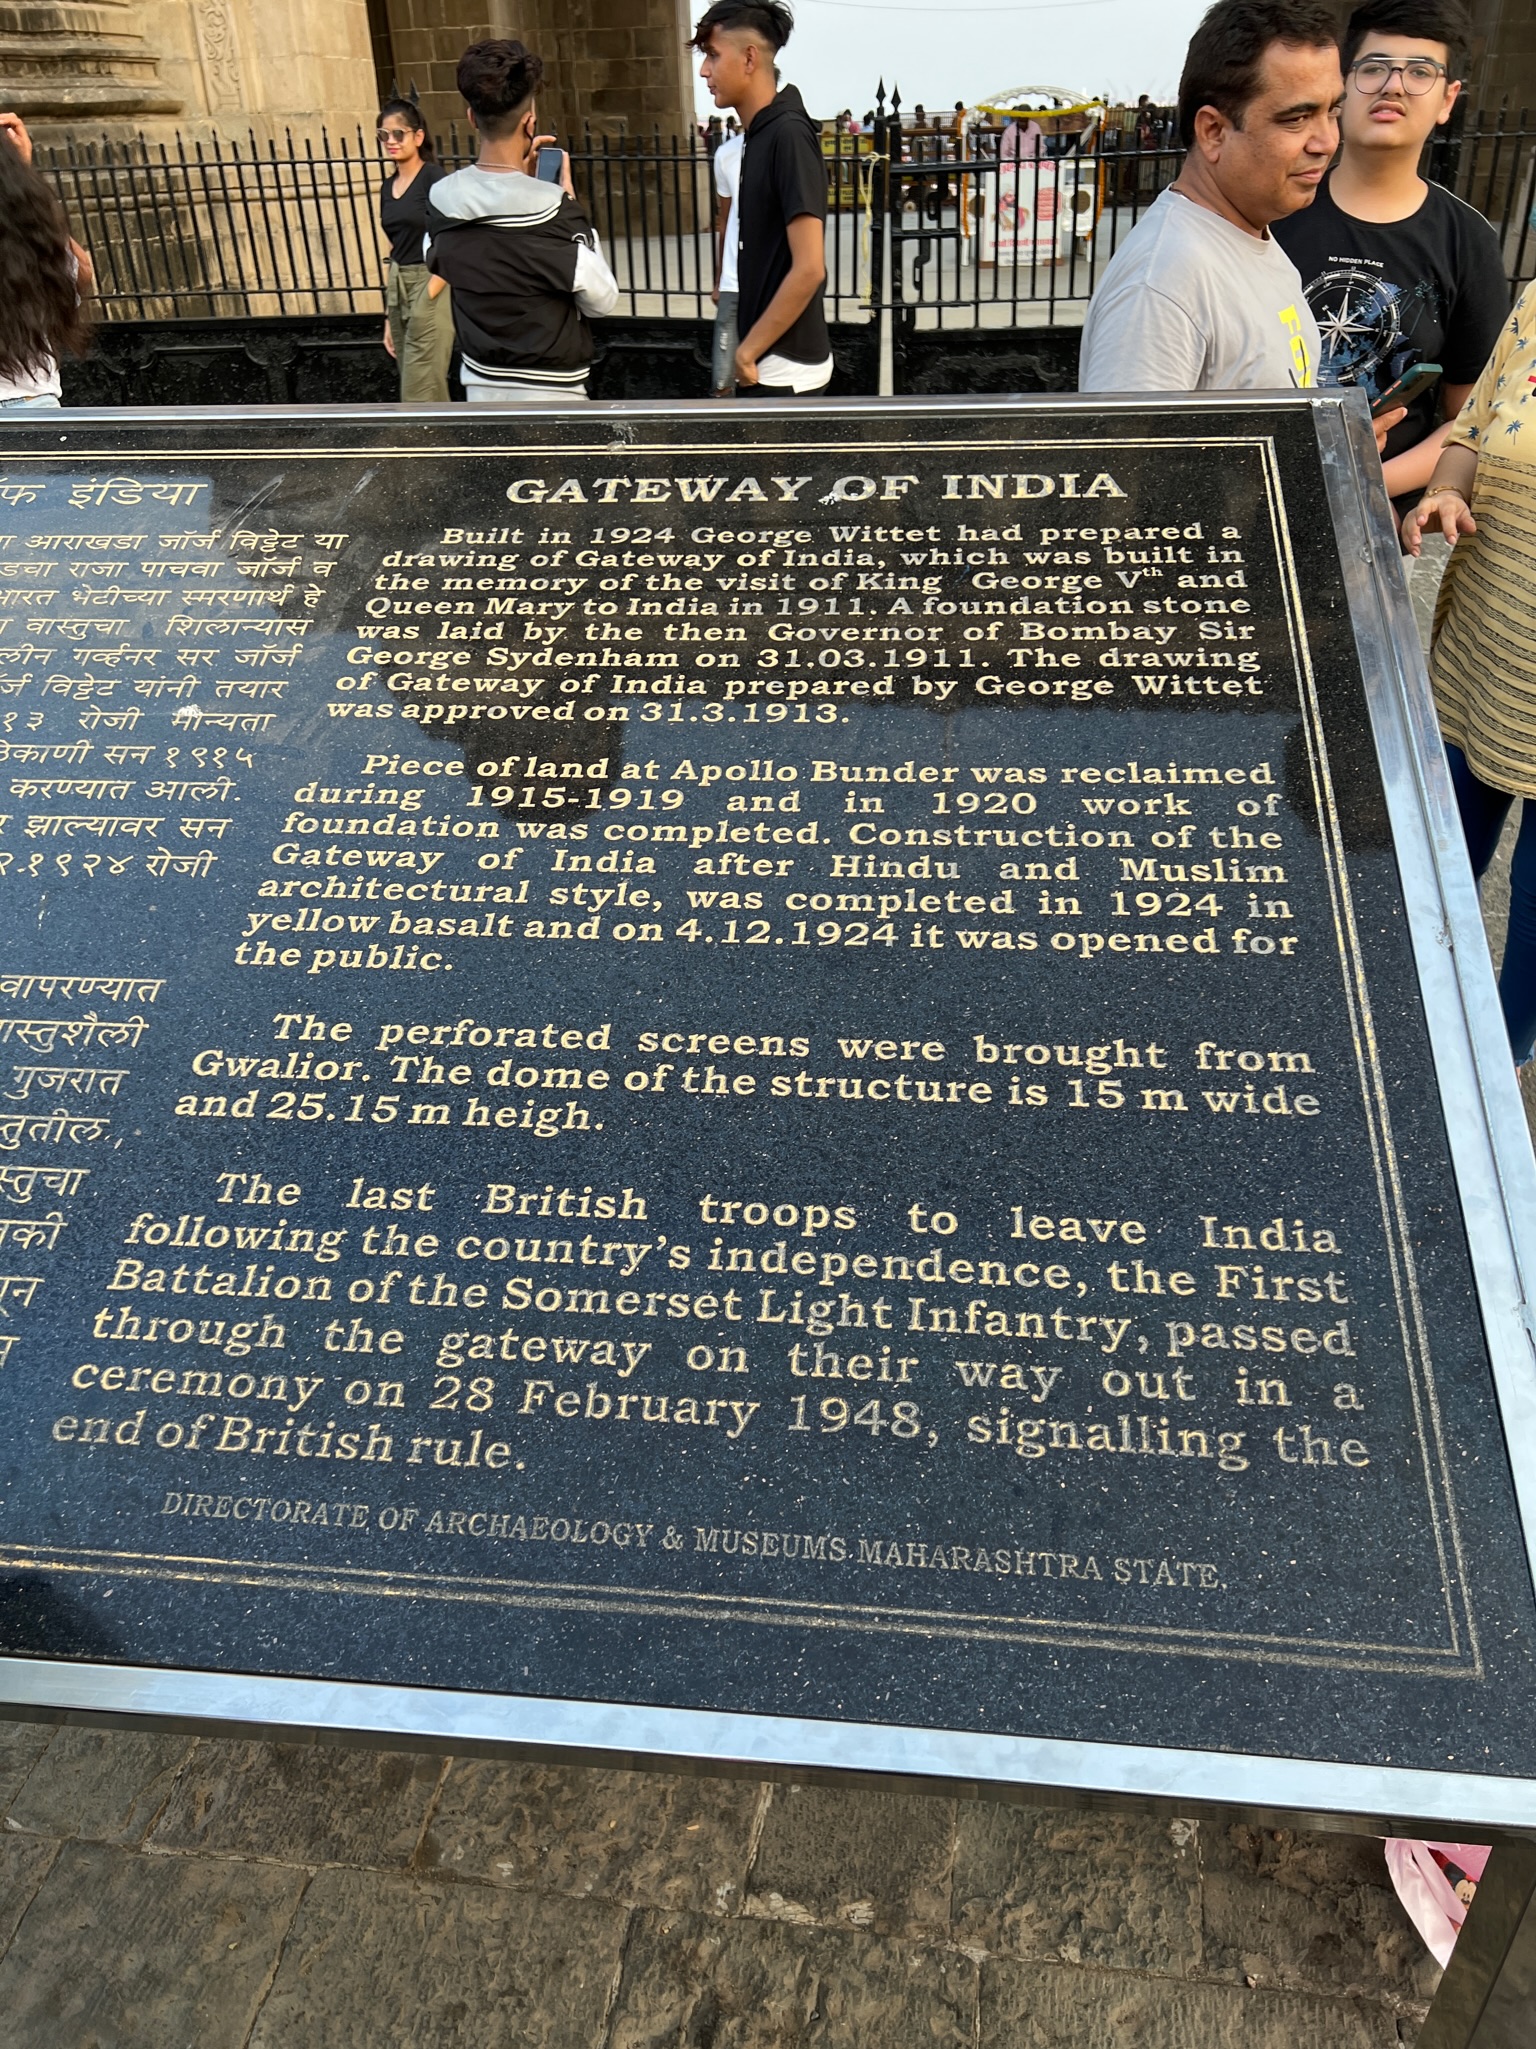 फ इंडिया
आराखडा जॉर्ज विट्टेट या
राजा पाचवा जॉर्ज व
भारत भेटीच्या स्मरणार्थ हे
वास्तुचा शिलान्यास
गर्व्हनर सर जॉर्ज
विट्टेट यांनी तयार
१३ रोजी मान्यता
ठिकाणी सन १९१५
करण्यात आली.
झाल्यावर सन
१९२४ रोजी
वापरण्यात
गुजरात
GATEWAY OF INDIA
Built in 1924 George Wittet had prepared a
drawing of Gateway of India, which was built in
the memory of the visit of King George Vth and
Queen Mary to India in 1911. A foundation stone
was laid by the then Governor of Bombay Sir
George Sydenham on 31.03.1911. The drawing
of Gateway of India prepared by George Wittet
was approved on 31.3.1913.
Piece of land at Apollo Bunder was reclaimed
during 1915-1919 and in 1920 work of
foundation was completed. Construction of the
Gateway of India after Hindu and Muslim
architectural style, was completed in 1924 in
yellow basalt and on 4.12.1924 it was opened for
the public.
The perforated screens were brought from
Gwalior. The dome of the structure is 15 m wide
and 25.15 m heigh.
The last British troops to leave India
following the country's independence, the First
Battalion of the Somerset Light Infantry, passed
through the gateway on their way out in a
ceremony on 28 February 1948, signalling the
end of British rule.
DIRECTORATE OF ARCHAEOLOGY & MUSEUMS MAHARASHTRA STATE.
NO HIDDEN PLACE